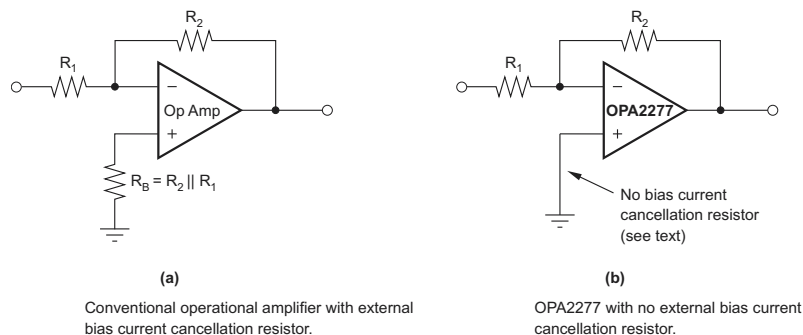 R2
R1
Op Amp
RB = R2 || R1
(a)
Conventional operational amplifier with external
bias current cancellation resistor.
R2
R1
OPA2277
No bias current
cancellation resistor
(see text)
(b)
OPA2277 with no external bias current
cancellation resistor.